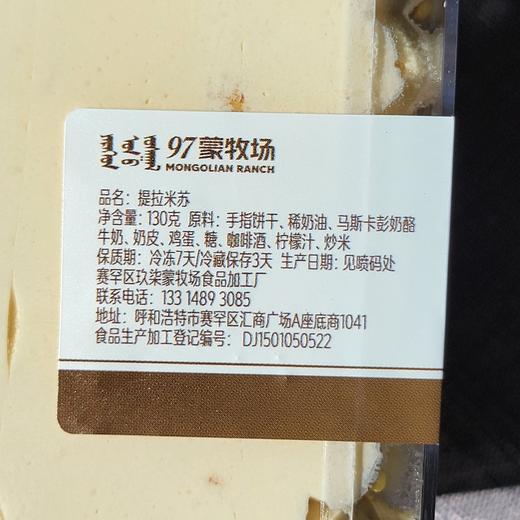 97蒙牧场
MONGOLIAN RANCH
品名：提拉米苏
净含量：130克 原料：手指饼干、稀奶油、马斯卡彭奶酪
牛奶、奶皮、鸡蛋、糖、咖啡酒、柠檬汁、炒米
保质期：冷冻7天/冷藏保存3天 生产日期：见喷码处
赛罕区玖柒蒙牧场食品加工厂
联系电话：133 1489 3085
地址：呼和浩特市赛罕区汇商广场A座底商1041
食品生产加工登记编号：DJ1501050522